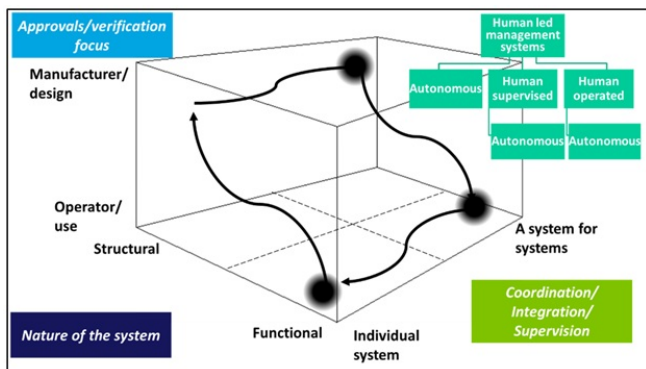 Approvals/verification
focus
Manufacturer/
design
Operator/
use
Structural
Nature of the system
Functional
Individual
system
A system for
systems
Coordination/
Integration/
Supervision
Human led
management
systems
Autonomous
Human
supervised
Human
operated
Autonomous
Autonomous